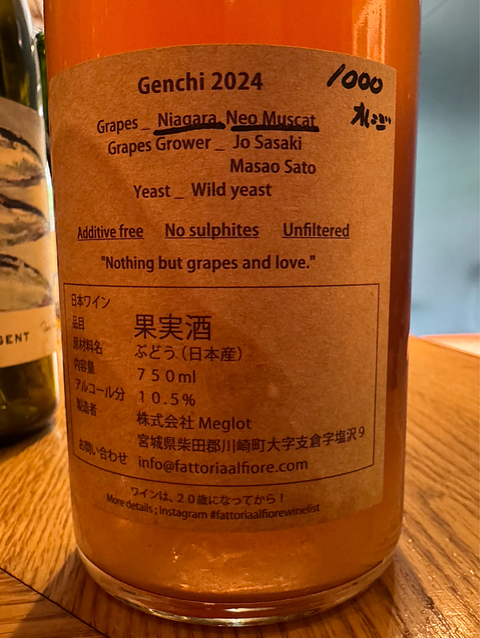 Genchi 2024
1000
オレンジ
Grapes _ Niagara, Neo Muscat
Grapes Grower _ Jo Sasaki
Masao Sato
Yeast _ Wild yeast
Additive free No sulphites Unfiltered
"Nothing but grapes and love."
日本ワイン
品目 果実酒
原材料名 ぶどう（日本産）
内容量 750ml
アルコール分 10.5%
製造者 株式会社 Meglot
宮城県柴田郡川崎町大字支倉字塩沢9
お問い合わせ info@fattoriaalfiore.com
ワインは、20歳になってから！
More details ; Instagram #fattoriaalfiorewinelist